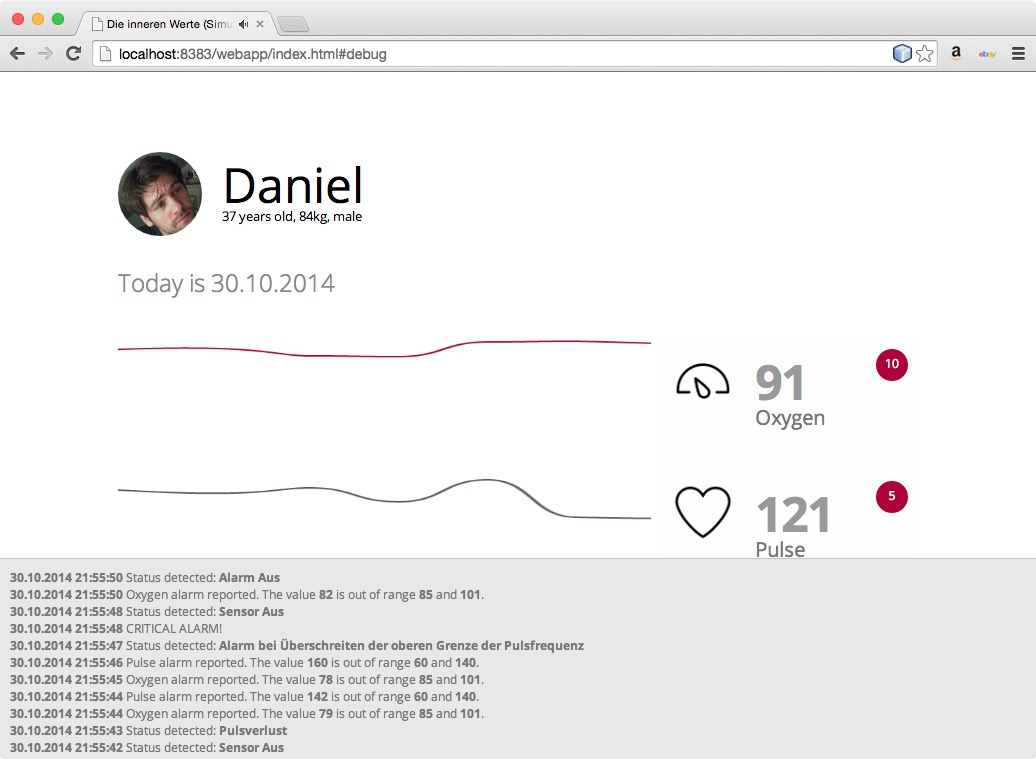 Die inneren Werte (Simu
localhost:8383/webapp/index.html#debug
a
ebay
Daniel
37 years old, 84kg, male
Today is 30.10.2014
10
91
Oxygen
5
121
Pulse
30.10.2014 21:55:50 Status detected: Alarm Aus
30.10.2014 21:55:50 Oxygen alarm reported. The value 82 is out of range 85 and 101.
30.10.2014 21:55:48 Status detected: Sensor Aus
30.10.2014 21:55:48 CRITICAL ALARM!
30.10.2014 21:55:47 Status detected: Alarm bei Überschreiten der oberen Grenze der Pulsfrequenz
30.10.2014 21:55:46 Pulse alarm reported. The value 160 is out of range 60 and 140.
30.10.2014 21:55:45 Oxygen alarm reported. The value 78 is out of range 85 and 101.
30.10.2014 21:55:44 Pulse alarm reported. The value 142 is out of range 60 and 140.
30.10.2014 21:55:44 Oxygen alarm reported. The value 79 is out of range 85 and 101.
30.10.2014 21:55:43 Status detected: Pulsverlust
30.10.2014 21:55:42 Status detected: Sensor Aus